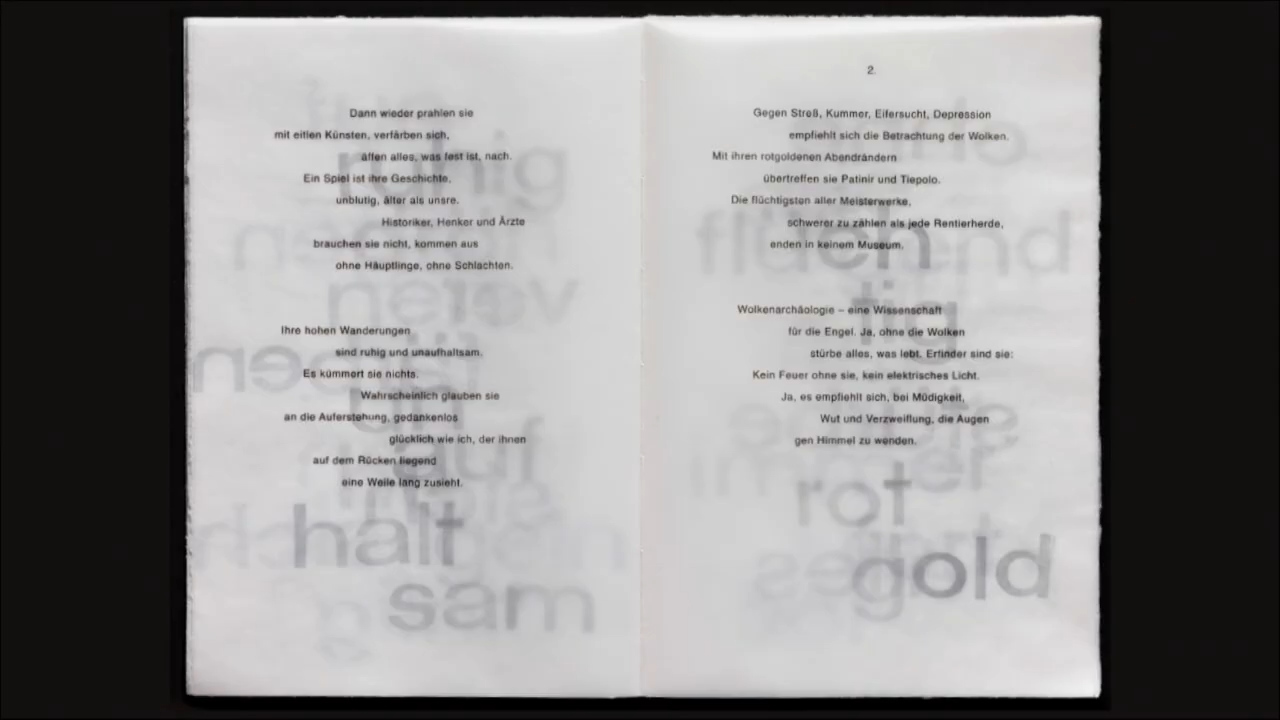 Dann wieder prahlen sie
mit eitlen Künsten, verfärben sich,
äffen alles, was fest ist, nach.
Ein Spiel ist ihre Geschichte,
unblutig, älter als unsre.
Historiker, Henker und Ärzte
brauchen sie nicht, kommen aus
ohne Häuptlinge, ohne Schlachten.
Ihre hohen Wanderungen
sind ruhig und unaufhaltsam.
Es kümmert sie nichts.
Wahrscheinlich glauben sie
an die Auferstehung, gedankenlos
glücklich wie ich, der ihnen
auf dem Rücken liegend
eine Weile lang zusieht.
ruhig
halt
sam
2.
Gegen Streß, Kummer, Eifersucht, Depression
empfiehlt sich die Betrachtung der Wolken.
Mit ihren rotgoldenen Abendrändern
übertreffen sie Patinir und Tiepolo.
Die flüchtigsten aller Meisterwerke,
schwerer zu zählen als jede Rentierherde,
enden in keinem Museum.
Wolkenarchäologie – eine Wissenschaft
für die Engel. Ja, ohne die Wolken
stürbe alles, was lebt. Erfinder sind sie:
Kein Feuer ohne sie, kein elektrisches Licht.
Ja, es empfiehlt sich, bei Müdigkeit,
Wut und Verzweiflung, die Augen
gen Himmel zu wenden.
flüch
tig
rot
gold